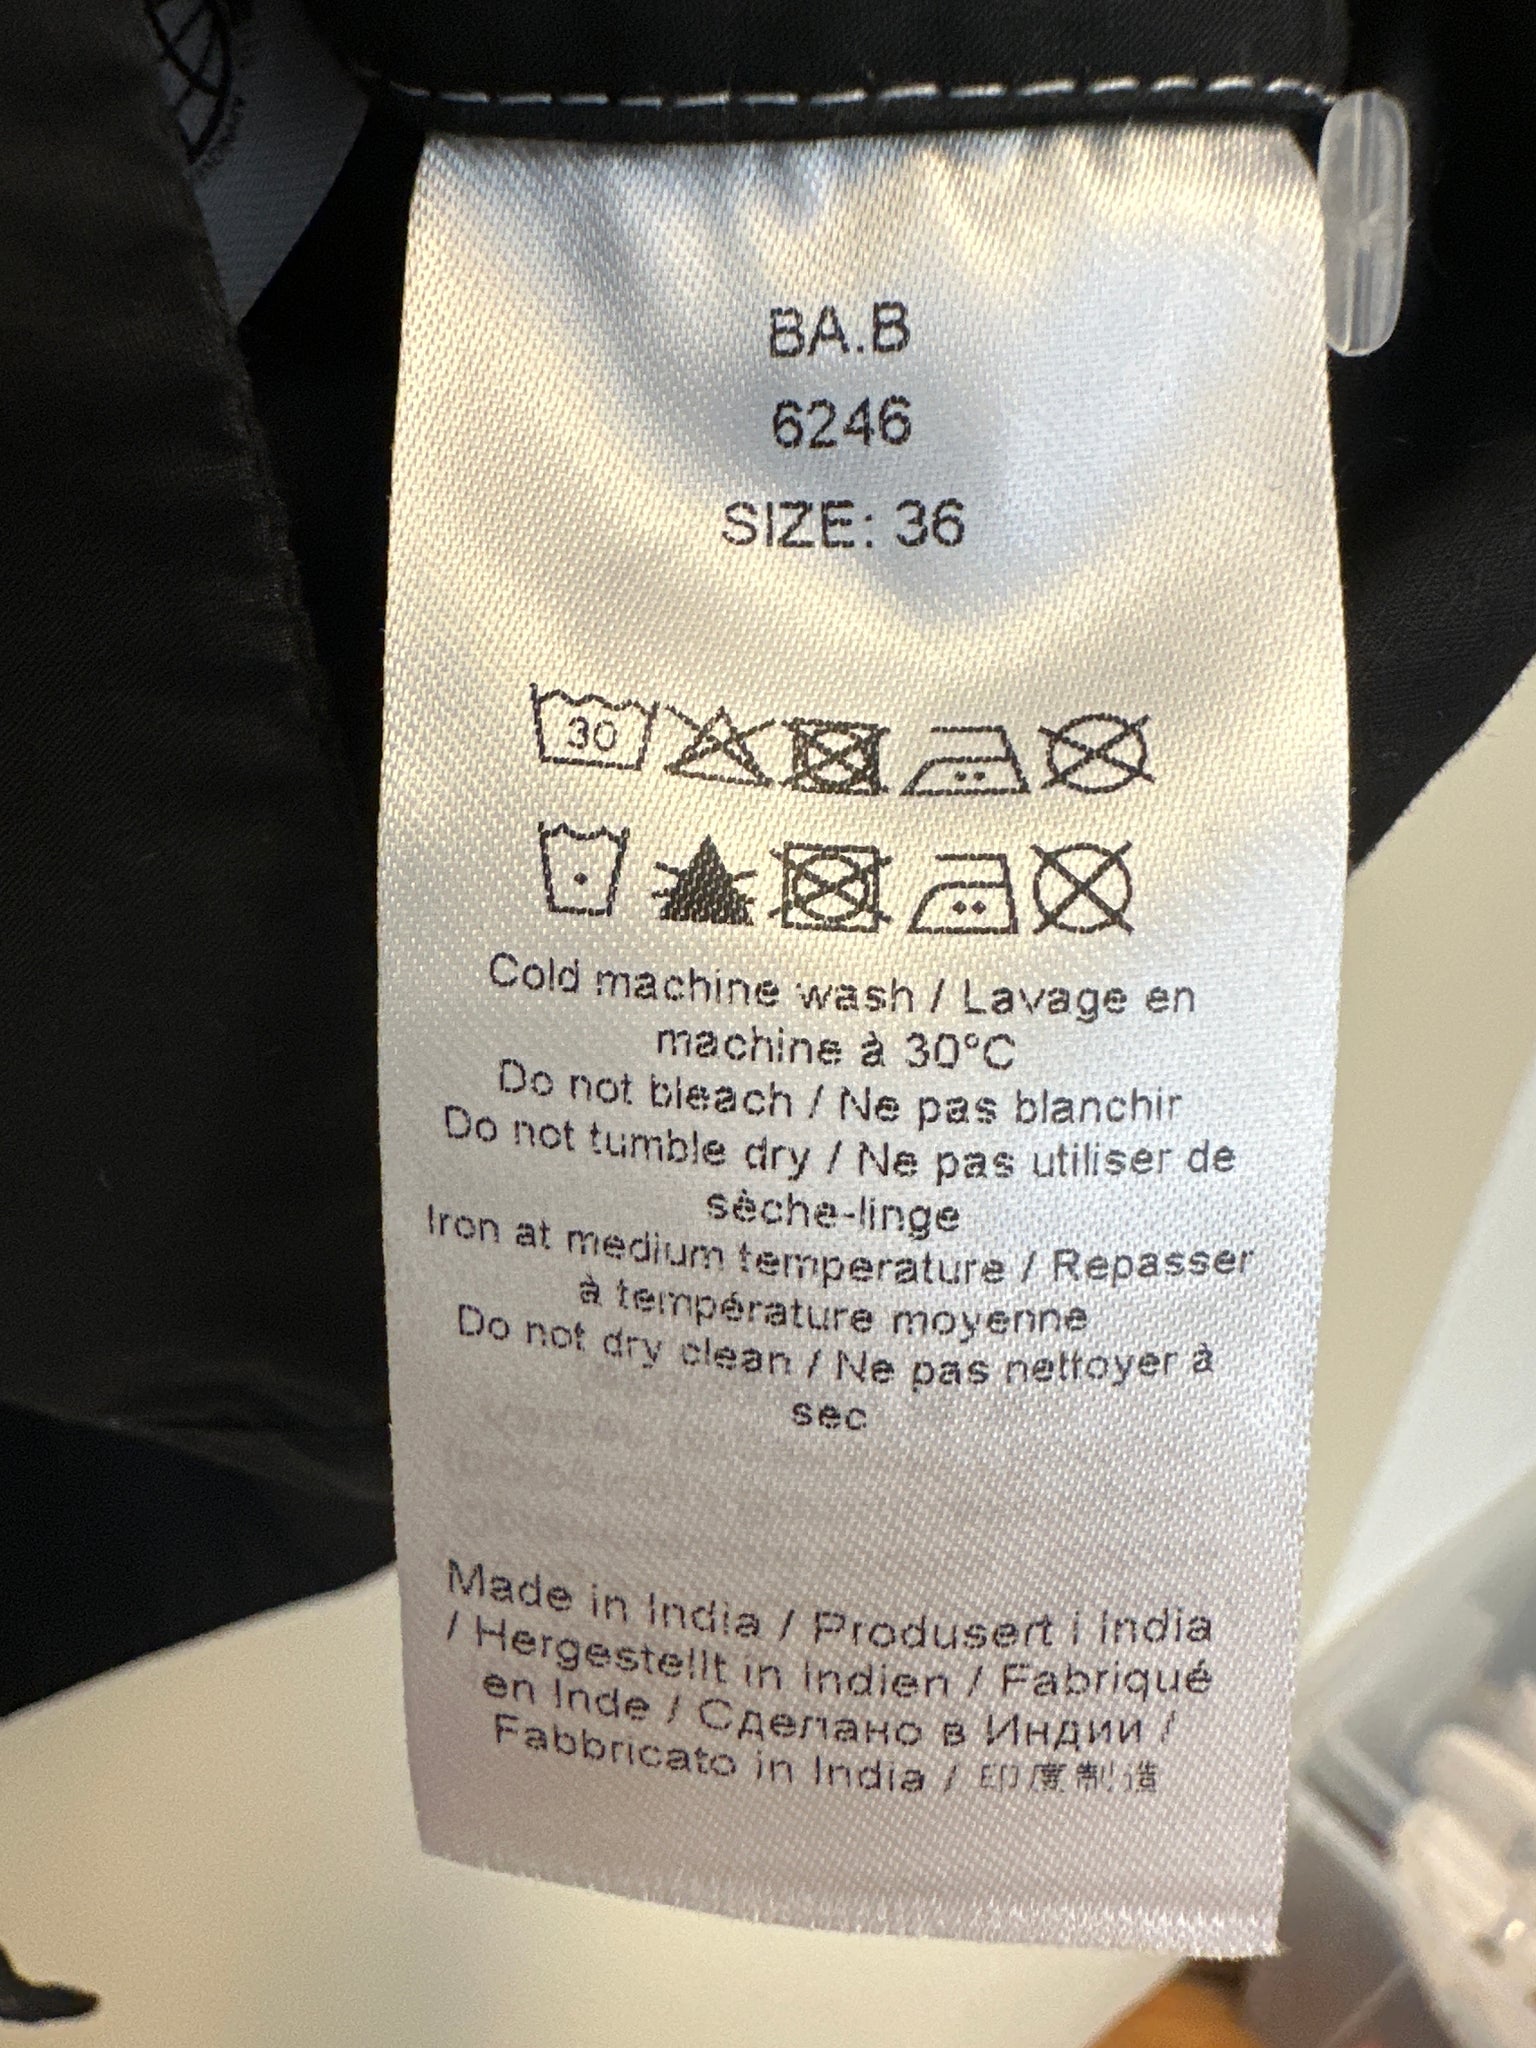 BA.B
6246
SIZE: 36
30
Cold machine wash / Lavage en
machine à 30°C
Do not bleach / Ne pas blanchir
Do not tumble dry / Ne pas utiliser de
sèche-linge
Iron at medium temperature / Repasser
à température moyenne
Do not dry clean / Ne pas nettoyer à
sec
Made in India / Produsert i India
/ Hergestellt in Indien / Fabriqué
en Inde / Сделано в Индии /
Fabbricato in India / 印度制造